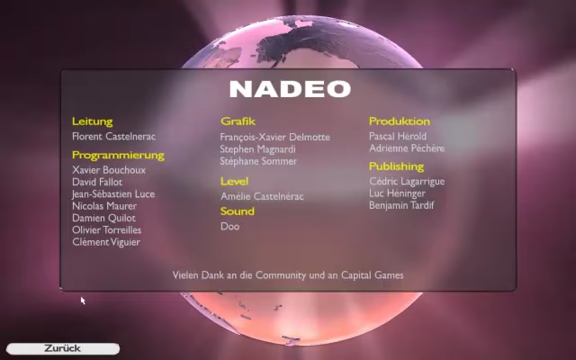 NADEO
Leitung
Florent Castelnerac
Programmierung
Xavier Bouchoux
David Fallot
Jean-Sébastien Luce
Nicolas Maurer
Damien Quilot
Olivier Torreilles
Clément Viguier
Grafik
François-Xavier Delmotte
Stephen Magnardi
Stéphane Sommer
Level
Amélie Castelnérac
Sound
Doo
Produktion
Pascal Hérold
Adrienne Péchère
Publishing
Cédric Lagarrigue
Luc Héninger
Benjamin Tardif
Vielen Dank an die Community und an Capital Games
Zurück